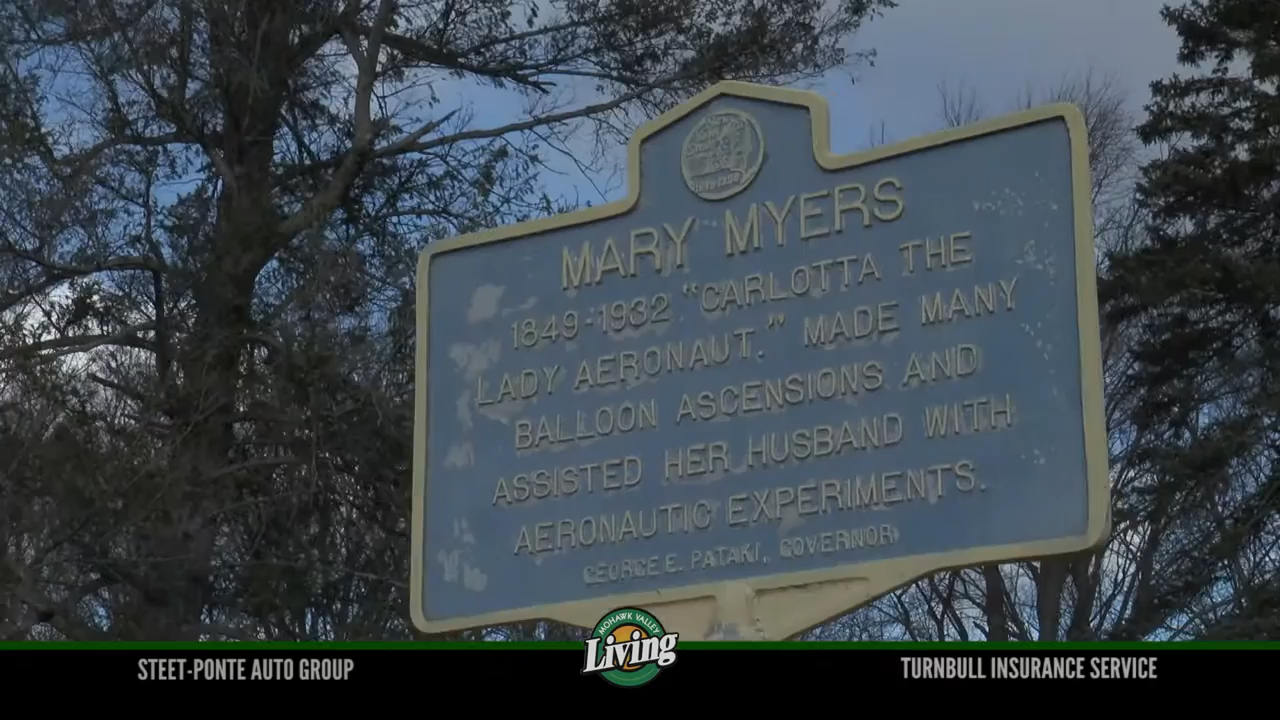 MARY MYERS
1849-1932 "CARLOTTA THE
LADY AERONAUT." MADE MANY
BALLOON ASCENSIONS AND
ASSISTED HER HUSBAND WITH
AERONAUTIC EXPERIMENTS.
GEORGE E. PATAKI, GOVERNOR
STEET-PONTE AUTO GROUP
MOHAWK VALLEY
Living
TURNBULL INSURANCE SERVICE